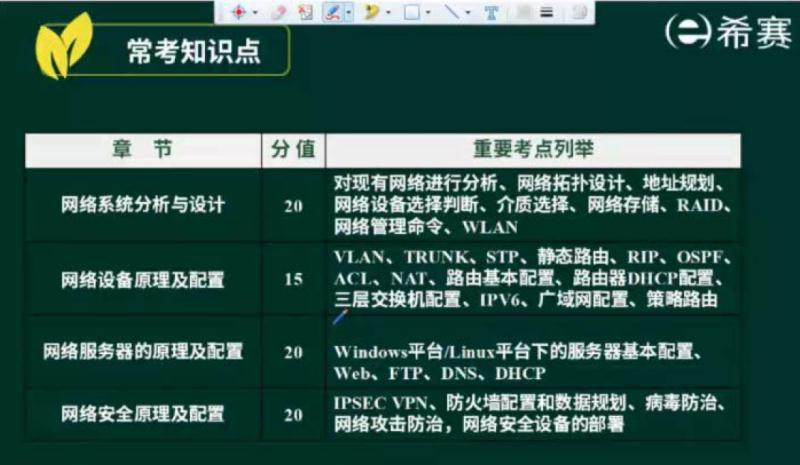 常考知识点
希赛
章 节
分值
重要考点列举
网络系统分析与设计
20
对现有网络进行分析、网络拓扑设计、地址规划、
网络设备选择判断、介质选择、网络存储、RAID、
网络管理命令、WLAN
网络设备原理及配置
15
VLAN、TRUNK、STP、静态路由、RIP、OSPF、
ACL、NAT、路由基本配置、路由器DHCP配置、
三层交换机配置、IPV6、广域网配置、策略路由
网络服务器的原理及配置
20
Windows平台/Linux平台下的服务器基本配置、
Web、FTP、DNS、DHCP
网络安全原理及配置
20
IPSEC VPN、防火墙配置和数据规划、病毒防治、
网络攻击防治，网络安全设备的部署